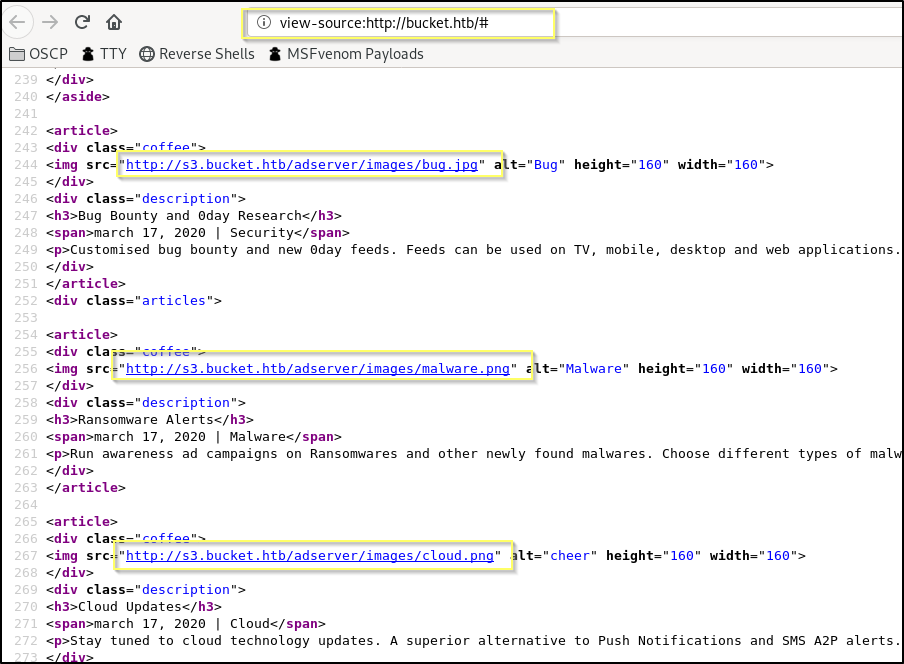 view-source:http://bucket.htb/#
OSCP TTY Reverse Shells MSFvenom Payloads
239 </div>
240 </aside>
241
242 <article>
243 <div class="coffee">
244 <img src="http://s3.bucket.htb/adserver/images/bug.jpg" alt="Bug" height="160" width="160">
245 </div>
246 <div class="description">
247 <h3>Bug Bounty and 0day Research</h3>
248 <span>march 17, 2020 | Security</span>
249 <p>Customised bug bounty and new 0day feeds. Feeds can be used on TV, mobile, desktop and web applications.
250 </div>
251 </article>
252 <div class="articles">
253
254 <article>
255 <div class="coffee">
256 <img src="http://s3.bucket.htb/adserver/images/malware.png" alt="Malware" height="160" width="160">
257 </div>
258 <div class="description">
259 <h3>Ransomware Alerts</h3>
260 <span>march 17, 2020 | Malware</span>
261 <p>Run awareness ad campaigns on Ransomwares and other newly found malwares. Choose different types of malw
262 </div>
263 </article>
264
265 <article>
266 <div class="coffee">
267 <img src="http://s3.bucket.htb/adserver/images/cloud.png" alt="cheer" height="160" width="160">
268 </div>
269 <div class="description">
270 <h3>Cloud Updates</h3>
271 <span>march 17, 2020 | Cloud</span>
272 <p>Stay tuned to cloud technology updates. A superior alternative to Push Notifications and SMS A2P alerts.
273 </div>